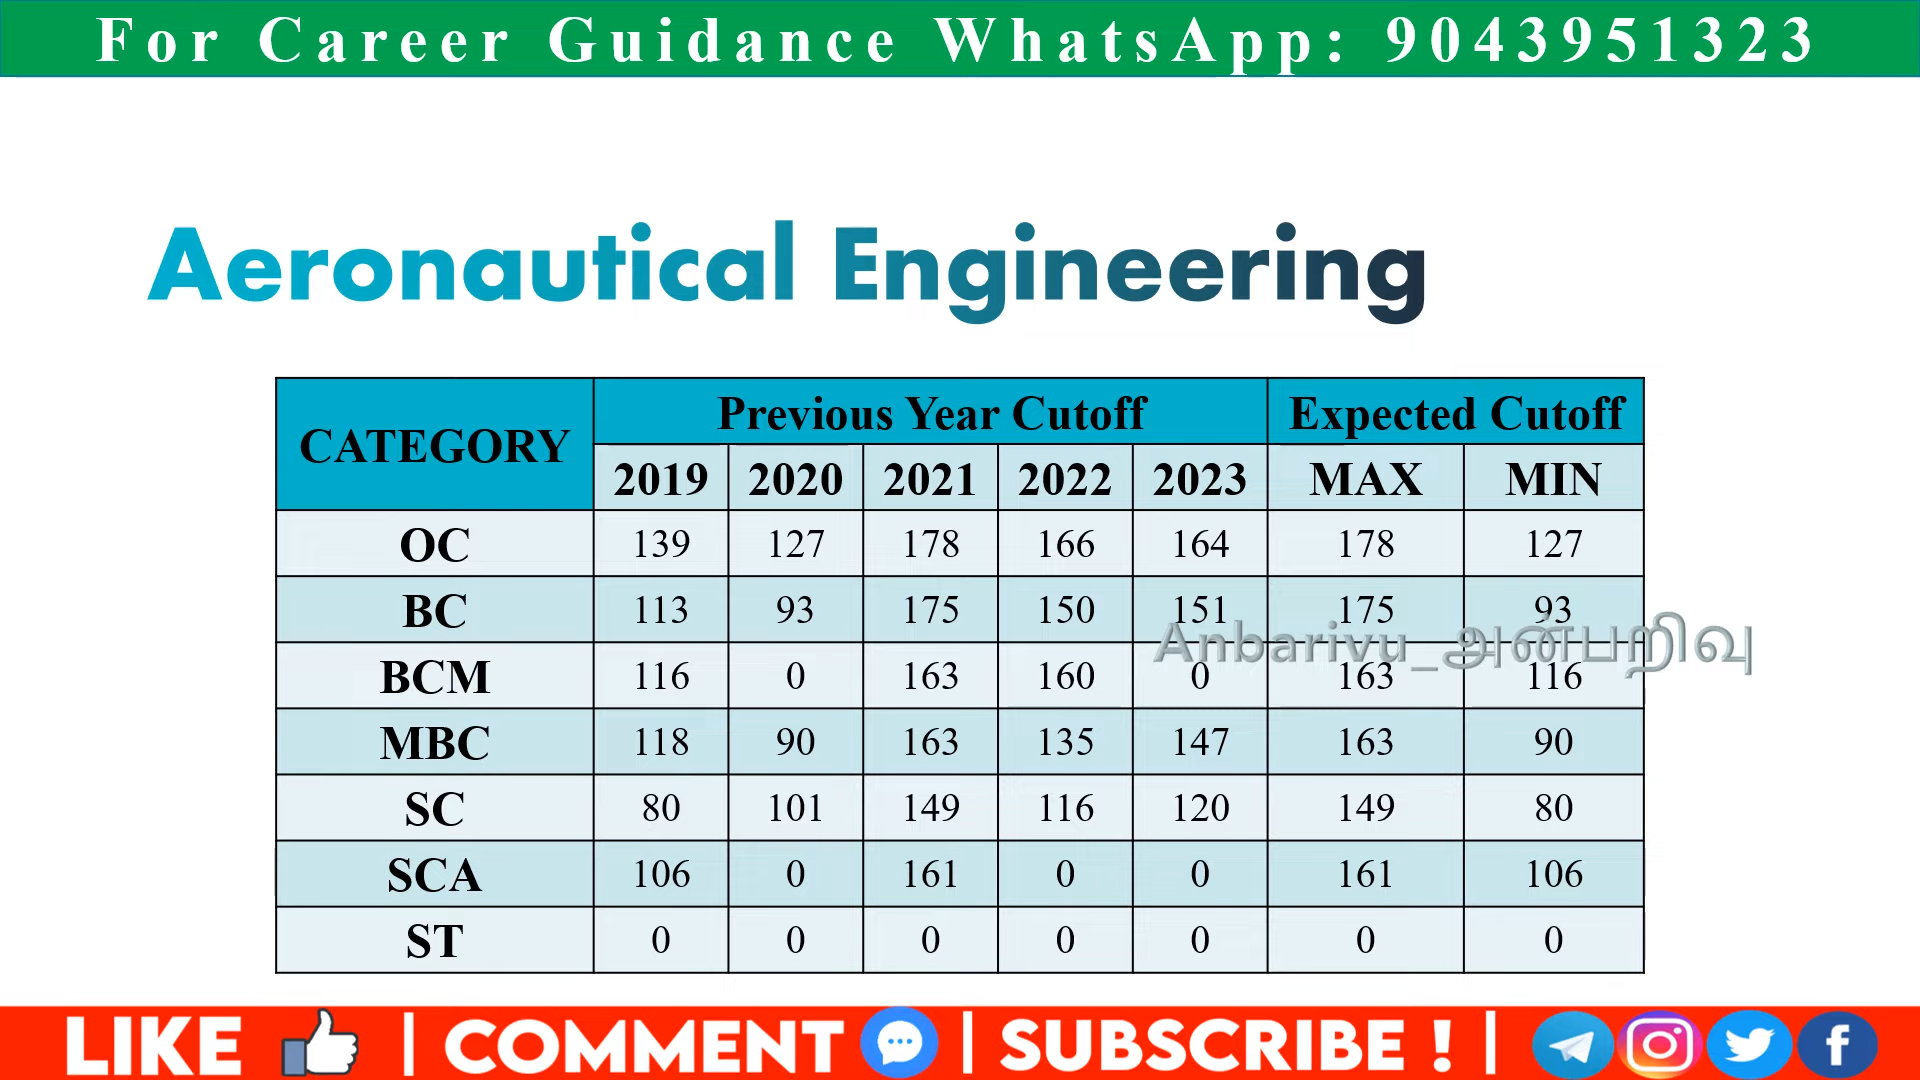 For Career Guidance WhatsApp: 9043951323
Aeronautical Engineering
CATEGORY Previous Year Cutoff Expected Cutoff
2019 2020 2021 2022 2023 MAX MIN
OC 139 127 178 166 164 178 127
BC 113 93 175 150 151 175 93
Anbarivu_அன்பறிவு
BCM 116 0 163 160 0 163 116
MBC 118 90 163 135 147 163 90
SC 80 101 149 116 120 149 80
SCA 106 0 161 0 0 161 106
ST 0 0 0 0 0 0 0
LIKE | COMMENT | SUBSCRIBE ! |